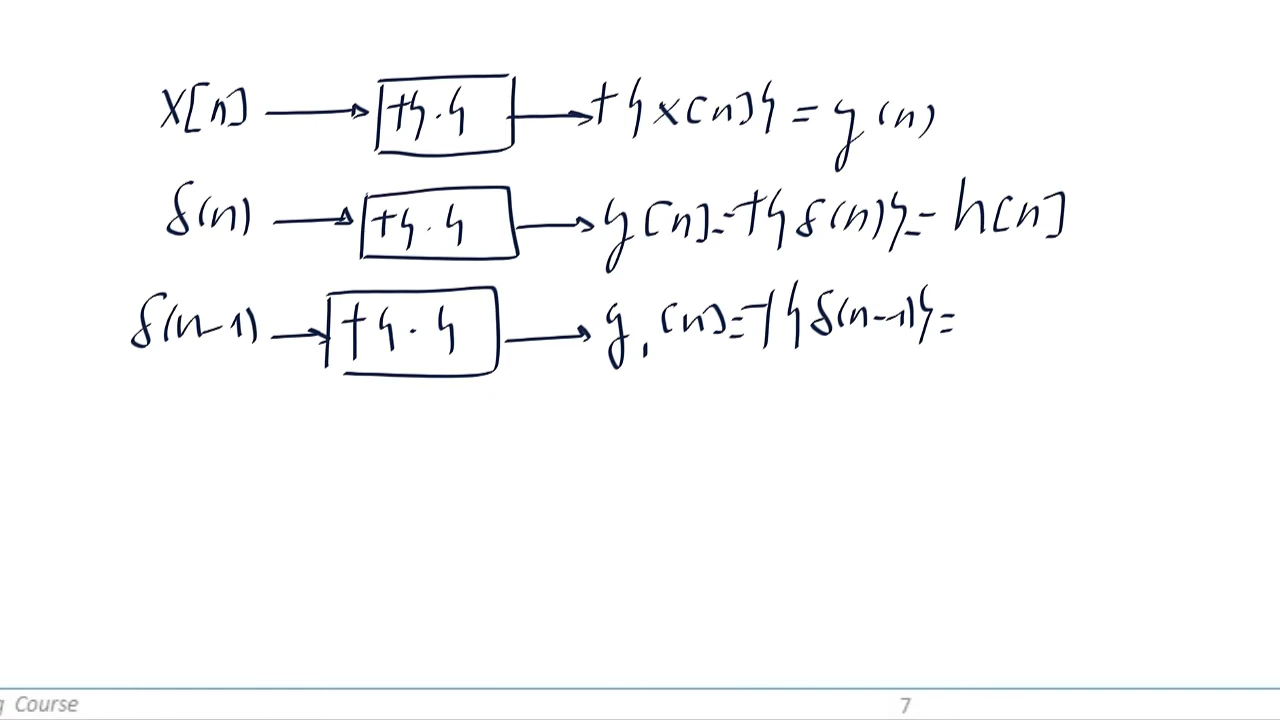 x[n] → T{·} → T{x[n]} = y(n)
δ(n) → T{·} → y[n] = T{δ(n)} = h[n]
δ(n-1) → T{·} → y₁[n] = T{δ(n-1)} =
Course 7